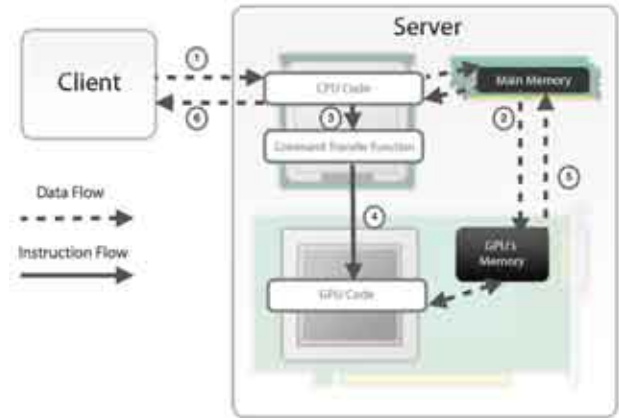 Server
Client
1
CPU Code
Main Memory
6
3
2
Command Transfer Function
5
Data Flow
4
GPU's
Memory
Instruction Flow
GPU Code